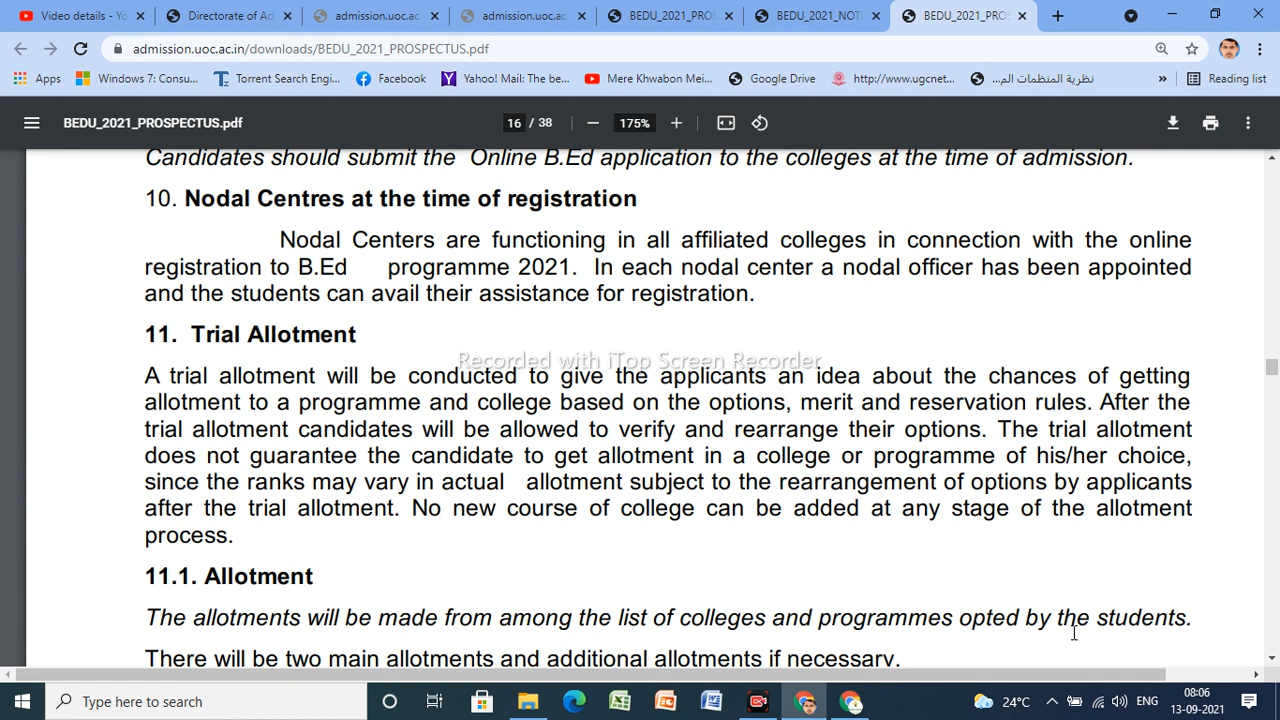 Video details - Yo
Directorate of Ad
admission.uoc.ac.
admission.uoc.ac.
BEDU_2021_PROS
BEDU_2021_NOTI
BEDU_2021_PROS
admission.uoc.ac.in/downloads/BEDU_2021_PROSPECTUS.pdf
Apps
Windows 7: Consu...
Torrent Search Engi...
Facebook
Yahoo! Mail: The be...
Mere Khwabon Mei...
Google Drive
http://www.ugcnet...
نظرية المنظمات الم...
»
Reading list
BEDU_2021_PROSPECTUS.pdf
16 / 38
175%
Candidates should submit the Online B.Ed application to the colleges at the time of admission.
10. Nodal Centres at the time of registration
Nodal Centers are functioning in all affiliated colleges in connection with the online
registration to B.Ed programme 2021. In each nodal center a nodal officer has been appointed
and the students can avail their assistance for registration.
11. Trial Allotment
Recorded with iTop Screen Recorder
A trial allotment will be conducted to give the applicants an idea about the chances of getting
allotment to a programme and college based on the options, merit and reservation rules. After the
trial allotment candidates will be allowed to verify and rearrange their options. The trial allotment
does not guarantee the candidate to get allotment in a college or programme of his/her choice,
since the ranks may vary in actual allotment subject to the rearrangement of options by applicants
after the trial allotment. No new course of college can be added at any stage of the allotment
process.
11.1. Allotment
The allotments will be made from among the list of colleges and programmes opted by the students.
There will be two main allotments and additional allotments if necessary.
Type here to search
24°C
ENG
08:06
13-09-2021